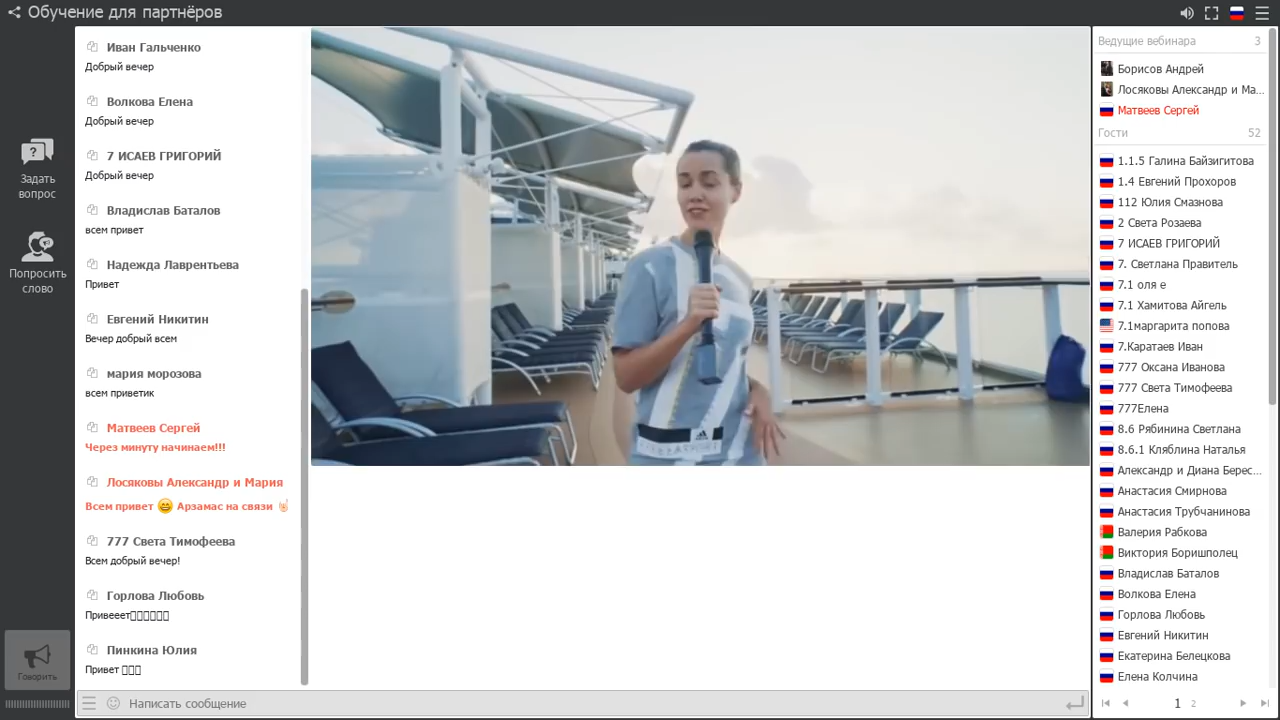 Обучение для партнёров
Задать
вопрос
Попросить
слово
Говорить
Иван Гальченко
Добрый вечер
Волкова Елена
Добрый вечер
7 ИСАЕВ ГРИГОРИЙ
Добрый вечер
Владислав Баталов
всем привет
Надежда Лаврентьева
Привет
Евгений Никитин
Вечер добрый всем
мария морозова
всем приветик
Матвеев Сергей
Через минуту начинаем!!!
Лосяковы Александр и Мария
Всем привет 😄 Арзамас на связи 🤘🏻
777 Света Тимофеева
Всем добрый вечер!
Горлова Любовь
Привееет
Пинкина Юлия
Привет
Написать сообщение
adidas
Ведущие вебинара 3
Борисов Андрей
Лосяковы Александр и Ма...
Матвеев Сергей
Гости 52
1.1.5 Галина Байзигитова
1.4 Евгений Прохоров
112 Юлия Смазнова
2 Света Розаева
7 ИСАЕВ ГРИГОРИЙ
7. Светлана Правитель
7.1 оля е
7.1 Хамитова Айгель
7.1маргарита попова
7.Каратаев Иван
777 Оксана Иванова
777 Света Тимофеева
777Елена
8.6 Рябинина Светлана
8.6.1 Кляблина Наталья
Александр и Диана Берес...
Анастасия Смирнова
Анастасия Трубчанинова
Валерия Рабкова
Виктория Боришполец
Владислав Баталов
Волкова Елена
Горлова Любовь
Евгений Никитин
Екатерина Белецкова
Елена Колчина
1 2